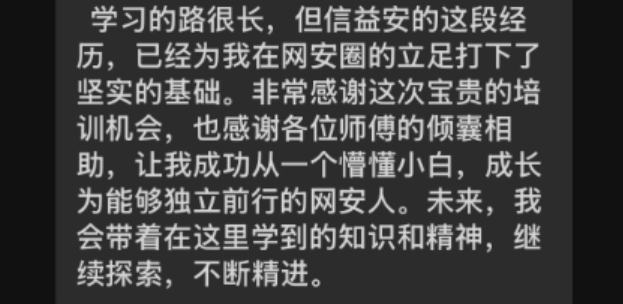 学习的路很长，但信益安的这段经
历，已经为我在网安圈的立足打下了
坚实的基础。非常感谢这次宝贵的培
训机会，也感谢各位师傅的倾囊相
助，让我成功从一个懵懂小白，成长
为能够独立前行的网安人。未来，我
会带着在这里学到的知识和精神，继
续探索，不断精进。